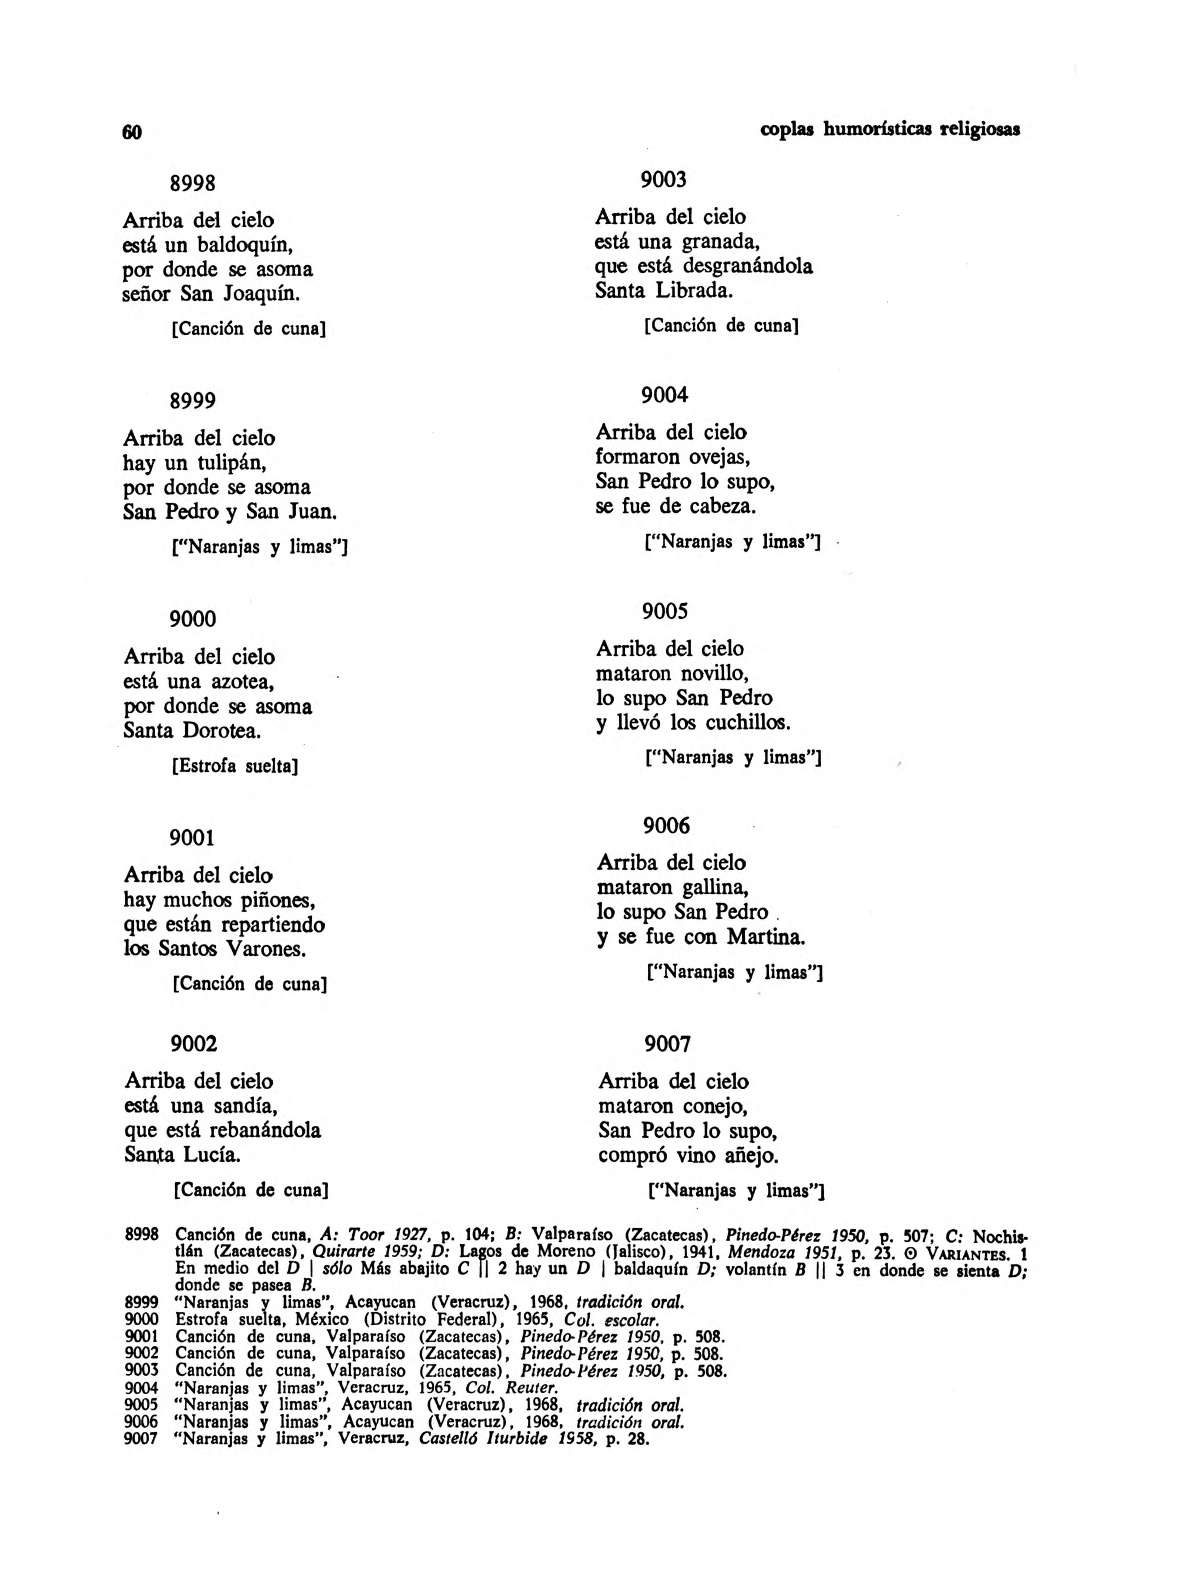 60 coplas humorísticas religiosas
8998
Arriba del cielo
está un baldoquín,
por donde se asoma
señor San Joaquín.
[Canción de cuna]
8999
Arriba del cielo
hay un tulipán,
por donde se asoma
San Pedro y San Juan.
["Naranjas y limas"]
9000
Arriba del cielo
está una azotea,
por donde se asoma
Santa Dorotea.
[Estrofa suelta]
9001
Arriba del cielo
hay muchos piñones,
que están repartiendo
los Santos Varones.
[Canción de cuna]
9002
Arriba del cielo
está una sandía,
que está rebanándola
Santa Lucía.
[Canción de cuna]
9003
Arriba del cielo
está una granada,
que está desgranándola
Santa Librada.
[Canción de cuna]
9004
Arriba del cielo
formaron ovejas,
San Pedro lo supo,
se fue de cabeza.
["Naranjas y limas"]
9005
Arriba del cielo
mataron novillo,
lo supo San Pedro
y llevó los cuchillos.
["Naranjas y limas"]
9006
Arriba del cielo
mataron gallina,
lo supo San Pedro
y se fue con Martina.
["Naranjas y limas"]
9007
Arriba del cielo
mataron conejo,
San Pedro lo supo,
compró vino añejo.
["Naranjas y limas"]
8998 Canción de cuna, A: Toor 1927, p. 104; B: Valparaíso (Zacatecas), Pinedo-Pérez 1950, p. 507; C: Nochis-
tlán (Zacatecas), Quirarte 1959; D: Lagos de Moreno (Jalisco), 1941, Mendoza 1951, p. 23. ⊙ VARIANTES. 1
En medio del D | sólo Más abajito C || 2 hay un D | baldaquín D; volantín B || 3 en donde se sienta D;
donde se pasea B.
8999 "Naranjas y limas", Acayucan (Veracruz), 1968, tradición oral.
9000 Estrofa suelta, México (Distrito Federal), 1965, Col. escolar.
9001 Canción de cuna, Valparaíso (Zacatecas), Pinedo-Pérez 1950, p. 508.
9002 Canción de cuna, Valparaíso (Zacatecas), Pinedo-Pérez 1950, p. 508.
9003 Canción de cuna, Valparaíso (Zacatecas), Pinedo-Pérez 1950, p. 508.
9004 "Naranjas y limas", Veracruz, 1965, Col. Reuter.
9005 "Naranjas y limas", Acayucan (Veracruz), 1968, tradición oral.
9006 "Naranjas y limas", Acayucan (Veracruz), 1968, tradición oral.
9007 "Naranjas y limas", Veracruz, Castelló Iturbide 1958, p. 28.